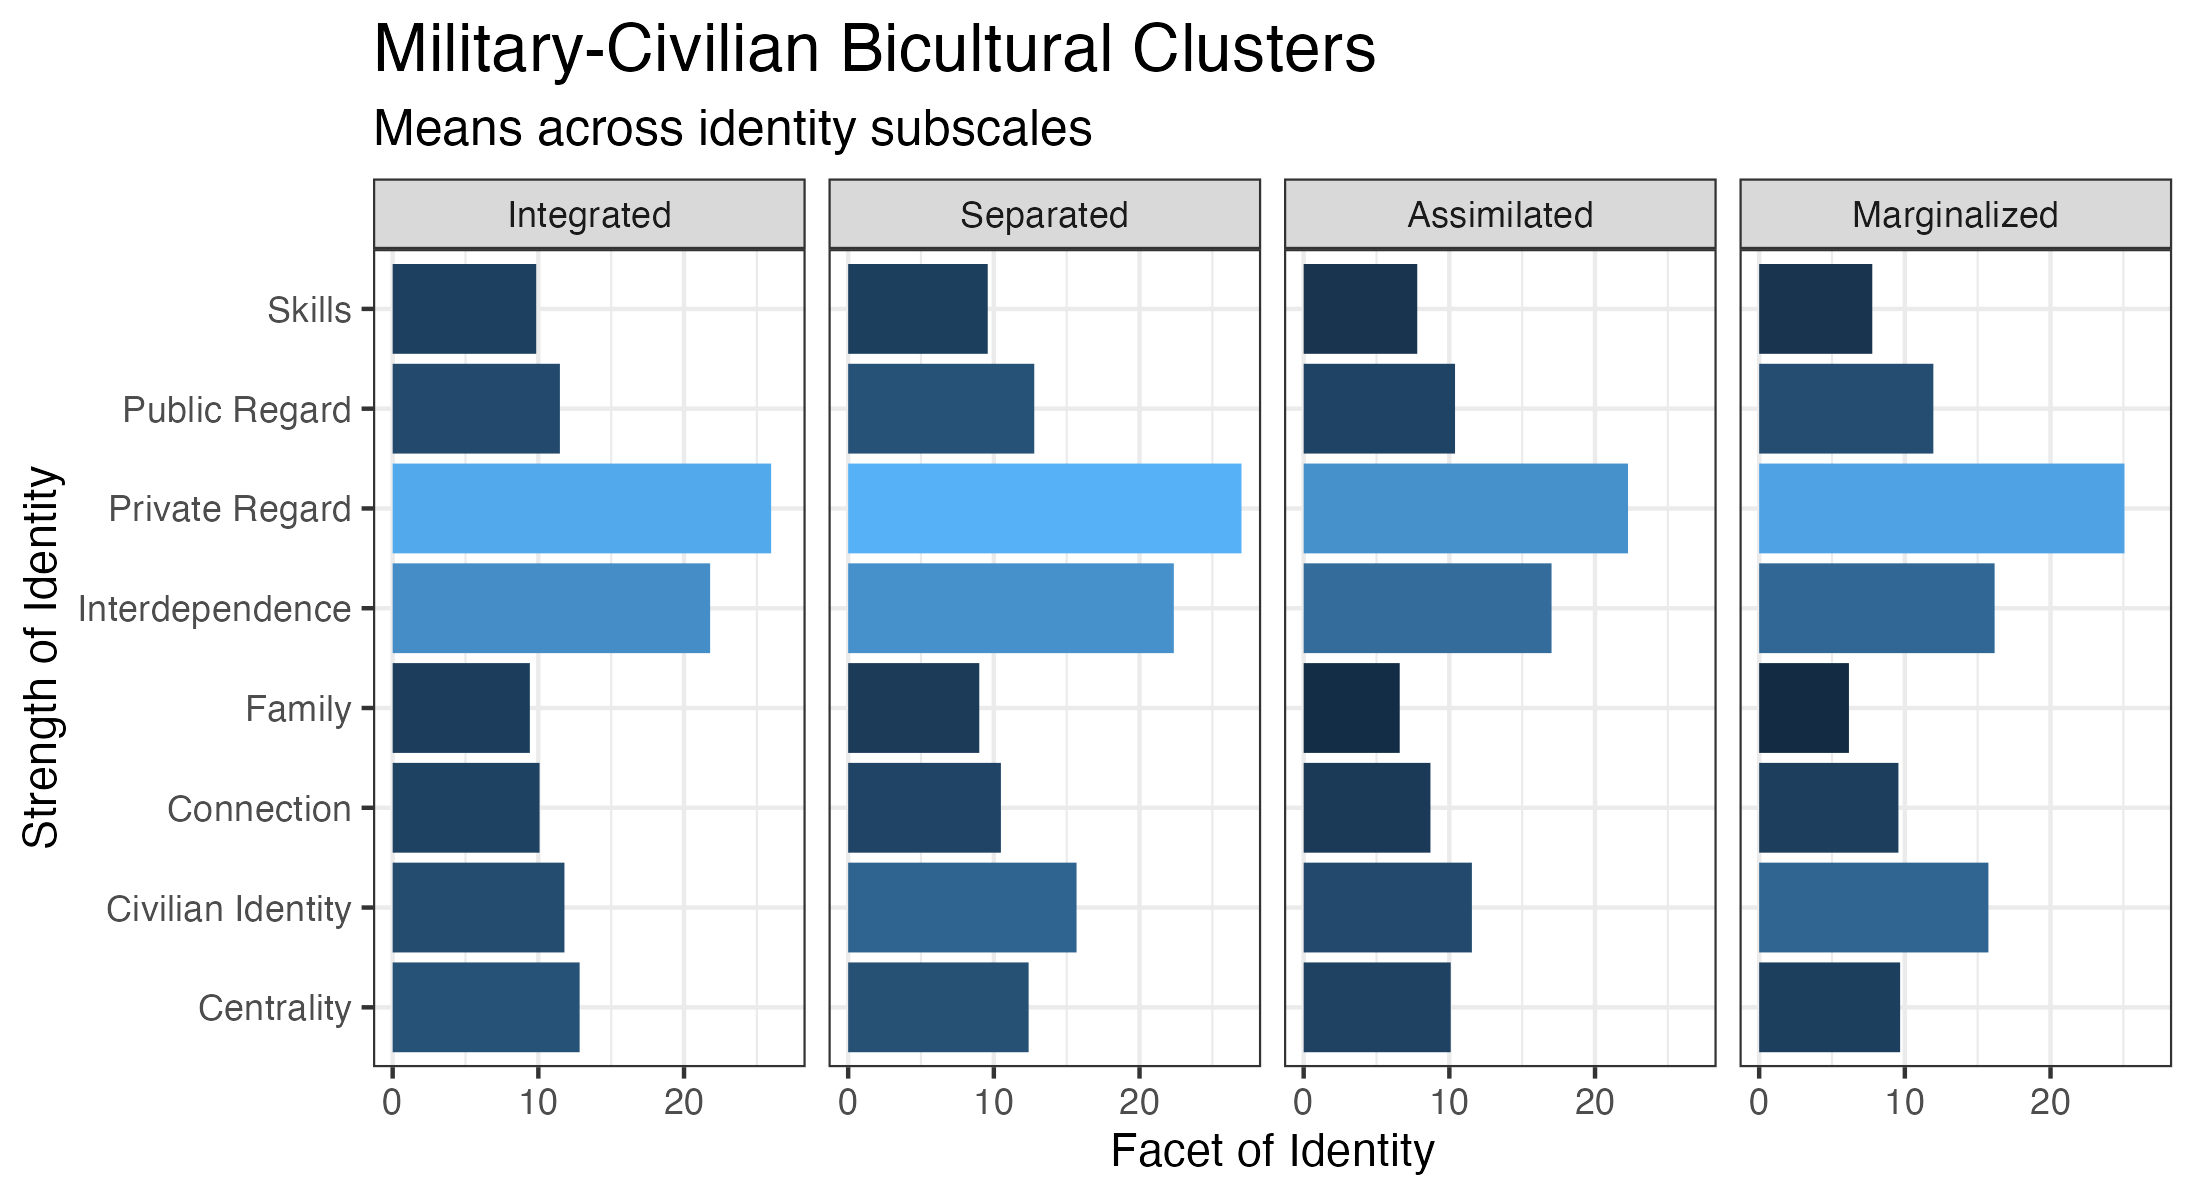 Military-Civilian Bicultural Clusters
Means across identity subscales
Integrated
Separated
Assimilated
Marginalized
Strength of Identity
Skills
Public Regard
Private Regard
Interdependence
Family
Connection
Civilian Identity
Centrality
0 10 20
0 10 20
0 10 20
0 10 20
Facet of Identity